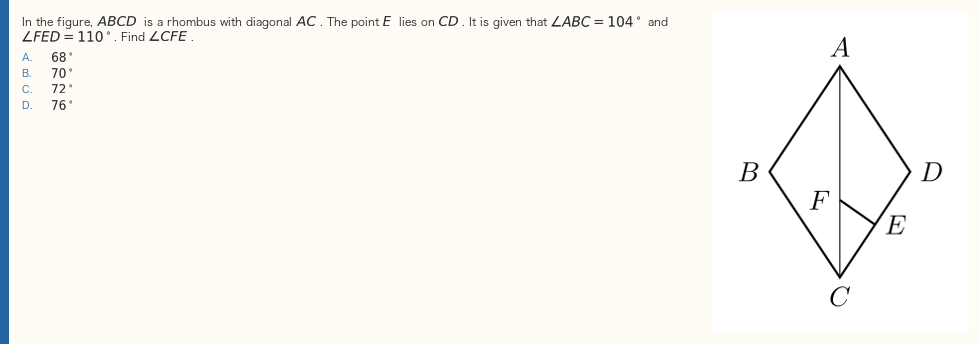 In the figure, ABCD is a rhombus with diagonal AC . The point E lies on CD . It is given that ∠ABC = 104° and
∠FED = 110° . Find ∠CFE .
A. 68°
B. 70°
C. 72°
D. 76°
A
B
D
F
E
C